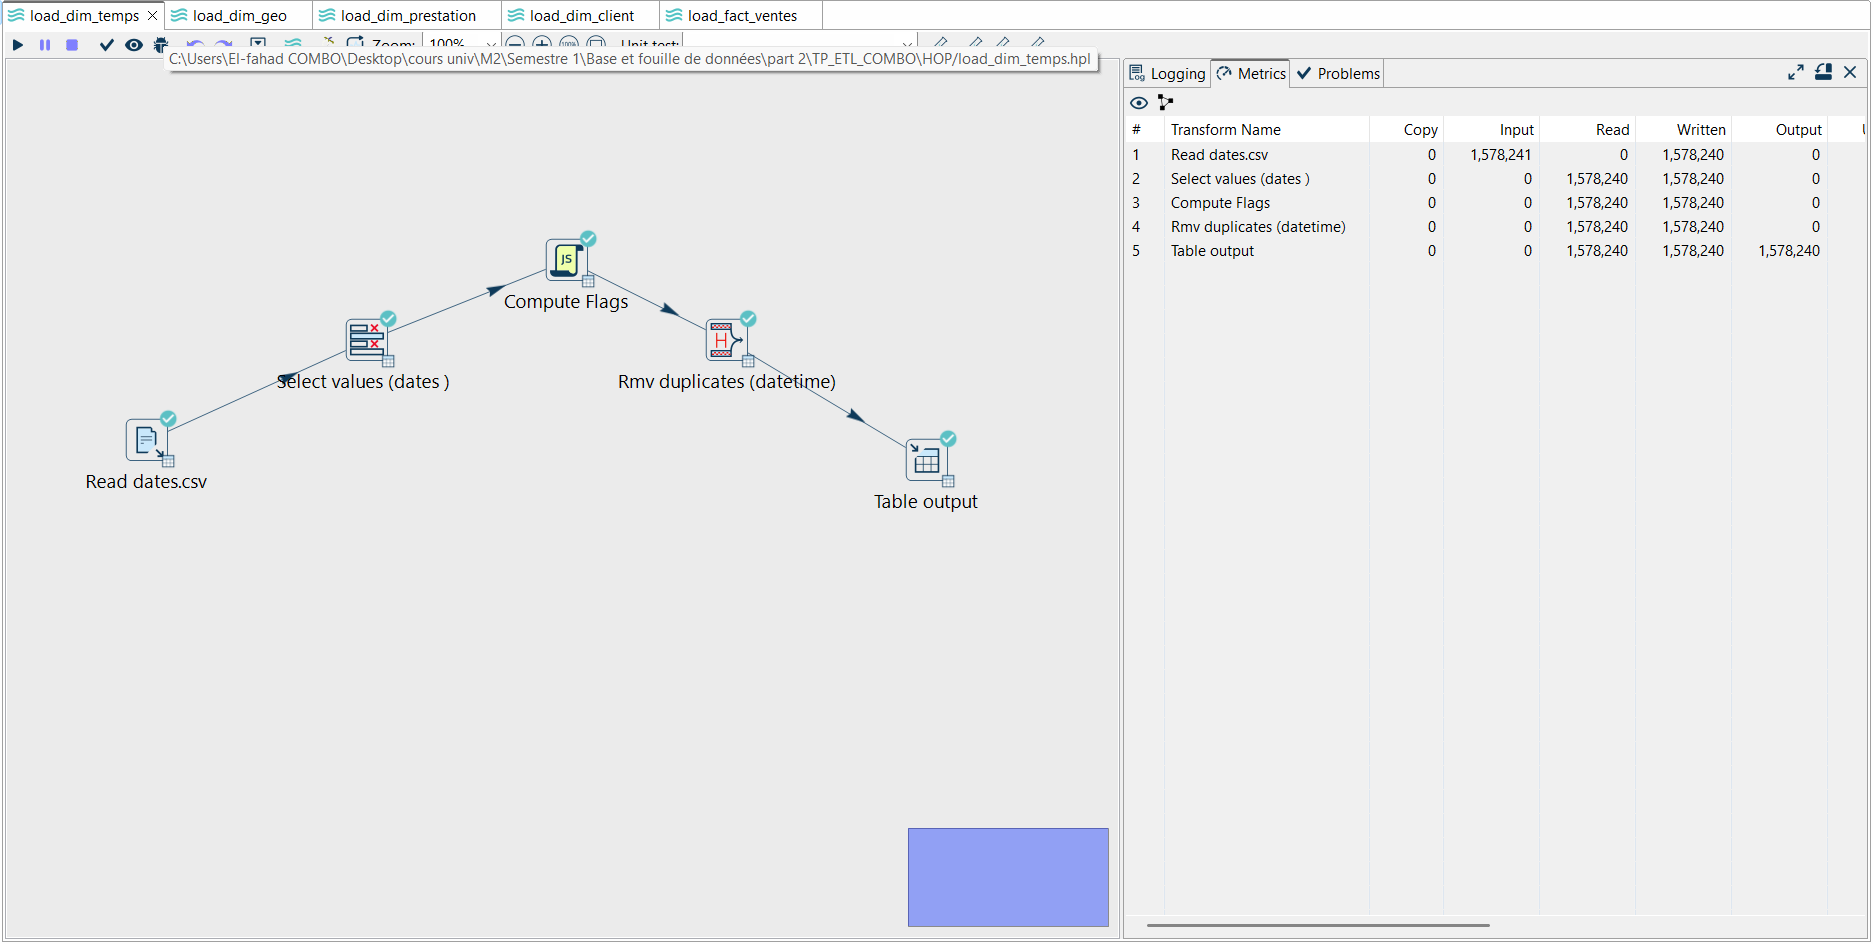 load_dim_temps load_dim_geo load_dim_prestation load_dim_client load_fact_ventes
Zoom: 100% Unit test:
C:\Users\El-fahad COMBO\Desktop\cours univ\M2\Semestre 1\Base et fouille de données\part 2\TP_ETL_COMBO\HOP/load_dim_temps.hpl
JS
Compute Flags
Select values (dates )
H
Rmv duplicates (datetime)
Read dates.csv
Table output
Log
Logging Metrics Problems
# Transform Name Copy Input Read Written Output
1 Read dates.csv 0 1,578,241 0 1,578,240 0
2 Select values (dates ) 0 0 1,578,240 1,578,240 0
3 Compute Flags 0 0 1,578,240 1,578,240 0
4 Rmv duplicates (datetime) 0 0 1,578,240 1,578,240 0
5 Table output 0 0 1,578,240 1,578,240 1,578,240